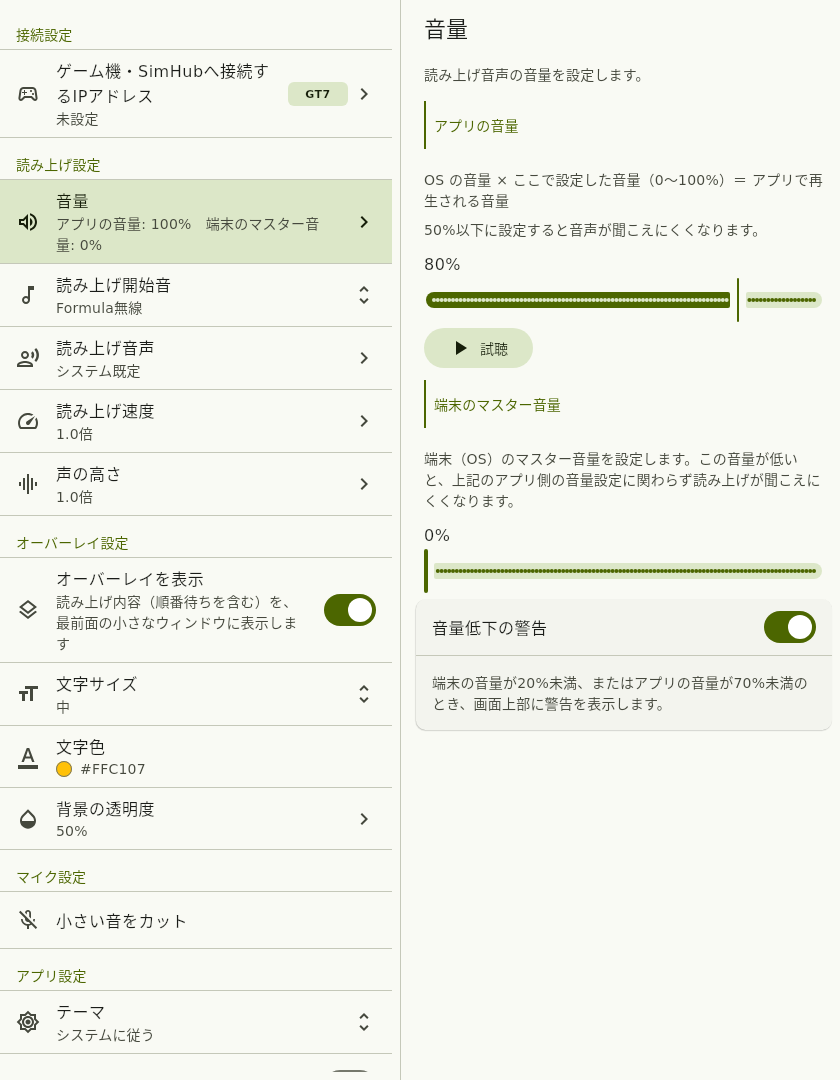 接続設定
ゲーム機・SimHubへ接続す
るIPアドレス
未設定
GT7
読み上げ設定
音量
アプリの音量: 100%　端末のマスター音
量: 0%
読み上げ開始音
Formula無線
読み上げ音声
システム既定
読み上げ速度
1.0倍
声の高さ
1.0倍
オーバーレイ設定
オーバーレイを表示
読み上げ内容（順番待ちを含む）を、
最前面の小さなウィンドウに表示しま
す
文字サイズ
中
文字色
#FFC107
背景の透明度
50%
マイク設定
小さい音をカット
アプリ設定
テーマ
システムに従う
音量
読み上げ音声の音量を設定します。
アプリの音量
OS の音量 × ここで設定した音量（0〜100%）＝ アプリで再
生される音量
50%以下に設定すると音声が聞こえにくくなります。
80%
試聴
端末のマスター音量
端末（OS）のマスター音量を設定します。この音量が低い
と、上記のアプリ側の音量設定に関わらず読み上げが聞こえに
くくなります。
0%
音量低下の警告
端末の音量が20%未満、またはアプリの音量が70%未満の
とき、画面上部に警告を表示します。